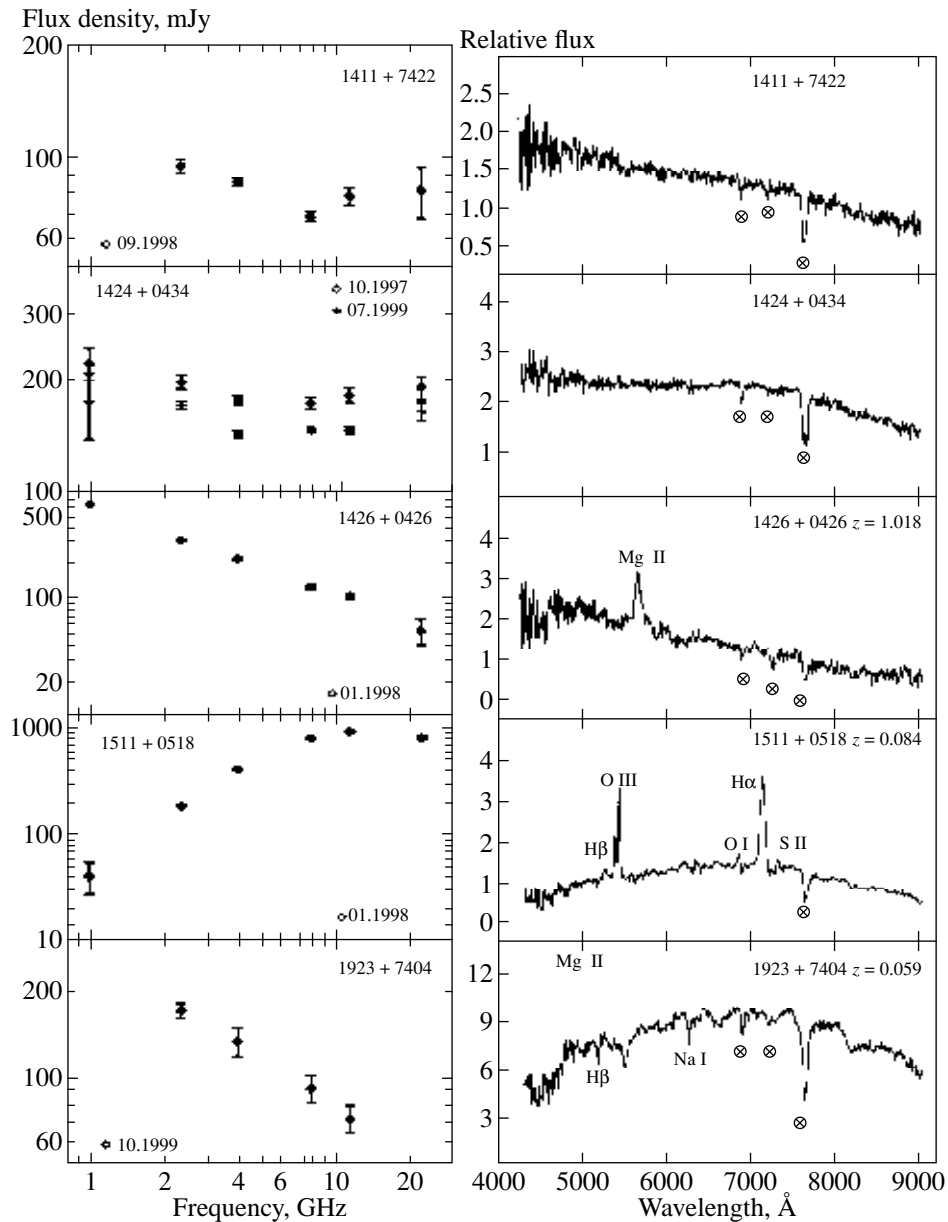 Flux density, mJy
200
100
60
1411 + 7422
09.1998
300
200
100
1424 + 0434
10.1997
07.1999
500
100
20
1426 + 0426
01.1998
1000
100
10
1511 + 0518
01.1998
200
100
60
1923 + 7404
10.1999
1 2 3 4 6 10 20
Frequency, GHz
Relative flux
2.5
2.0
1.5
1.0
0.5
1411 + 7422
4
3
2
1
1424 + 0434
4
3
2
1
0
1426 + 0426 z = 1.018
Mg II
4
3
2
1
0
1511 + 0518 z = 0.084
O III
Hα
Hβ
O I
S II
12
9
6
3
Mg II
1923 + 7404 z = 0.059
Hβ
Na I
4000 5000 6000 7000 8000 9000
Wavelength, Å